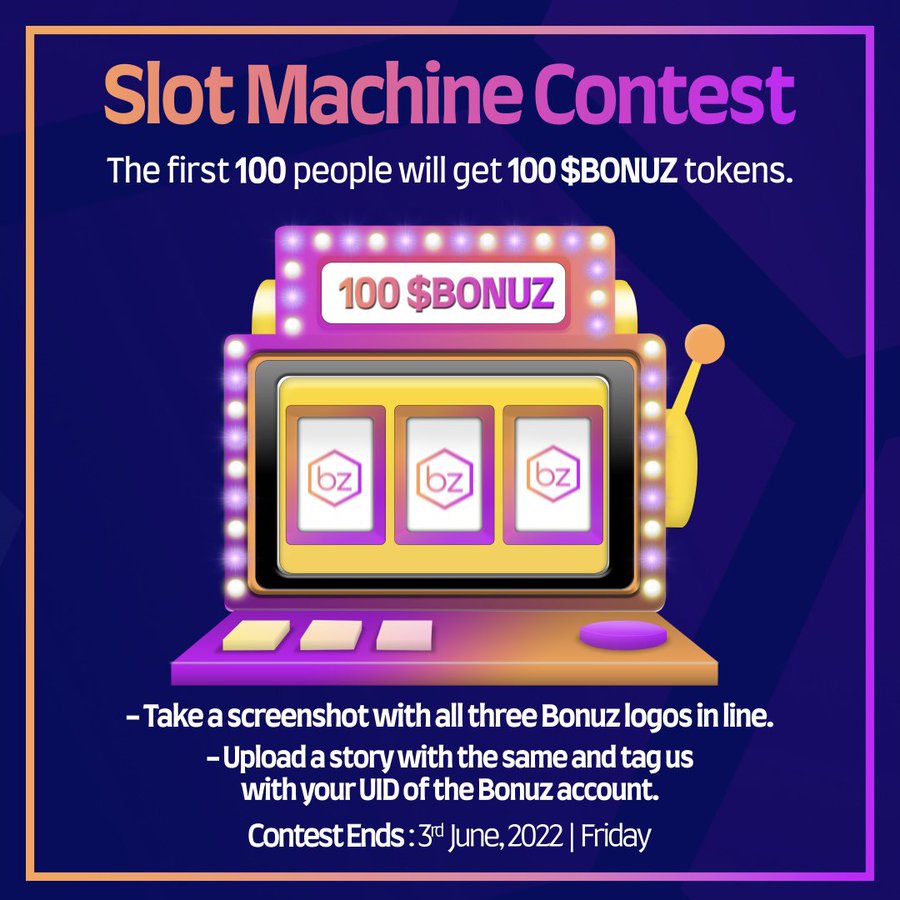 Slot Machine Contest
The first 100 people will get 100 $BONUZ tokens.
100 $BONUZ
bz bz bz
– Take a screenshot with all three Bonuz logos in line.
– Upload a story with the same and tag us
with your UID of the Bonuz account.
Contest Ends : 3rd June, 2022 | Friday